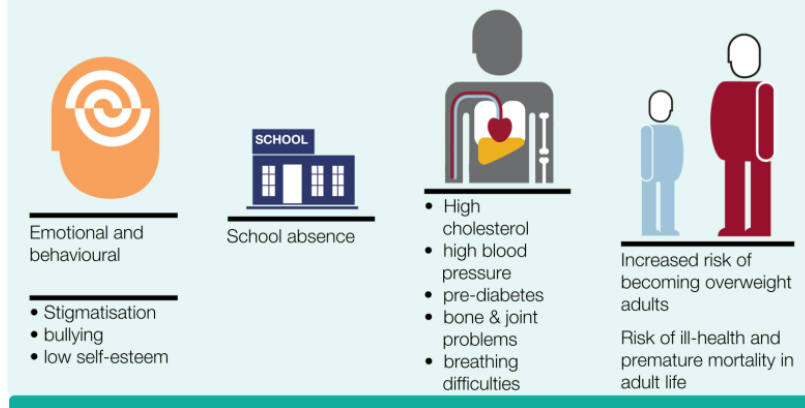 Emotional and
behavioural
• Stigmatisation
• bullying
• low self-esteem
SCHOOL
School absence
• High
cholesterol
• high blood
pressure
• pre-diabetes
• bone & joint
problems
• breathing
difficulties
Increased risk of
becoming overweight
adults
Risk of ill-health and
premature mortality in
adult life